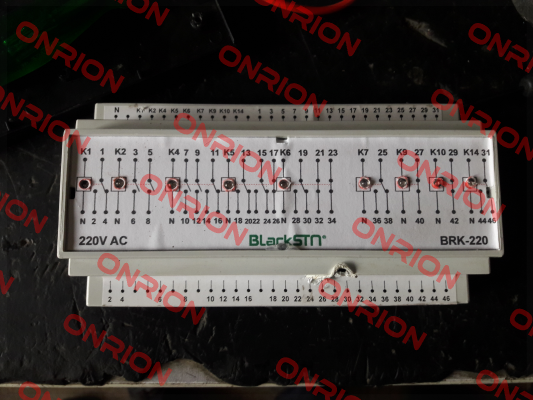 ONRION
N K1 K2 K4 K5 K6 K7 K9 K10 K14 1 3 5 7 9 11 13 15 17 19 21 23 25 27 29 31
K1 1 K2 3 5 K4 7 9 11 K5 13 15 17 K6 19 21 23 K7 25 K9 27 K10 29 K14 31
N 2 4 N 6 8 N 10 12 14 16 N 18 20 22 24 26 N 28 30 32 34 N 36 38 N 40 N 42 N 44 46
220V AC BLackSTN® BRK-220
2 4 6 8 10 12 14 16 18 20 22 24 26 28 30 32 34 36 38 40 42 44 46